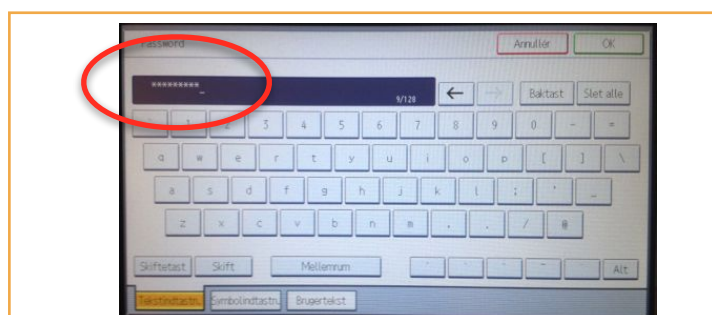 Password Annullér OK
*********_ 9/128 ← → Baktast Slet alle
` 1 2 3 4 5 6 7 8 9 0 - =
q w e r t y u i o p [ ] \
a s d f g h j k l ; ' _
z x c v b n m , . / @
Skiftetast Skift Mellemrum ` ´ ^ ~ ¨ Alt
Tekstindtastn. Symbolindtastn. Brugertekst